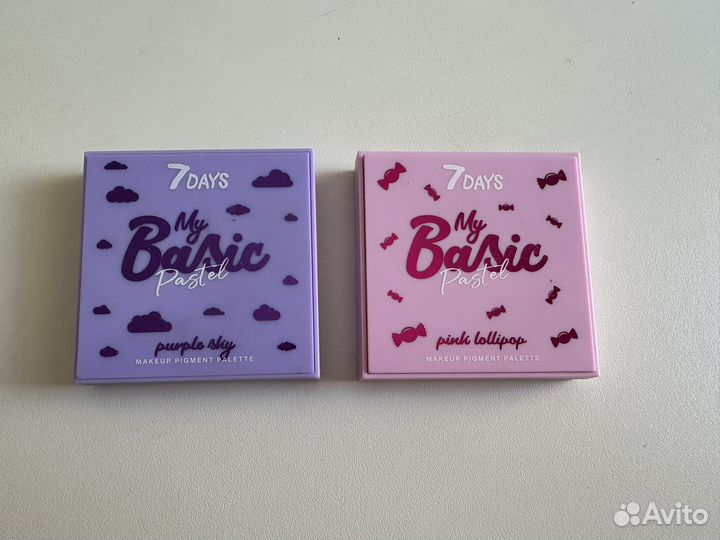 7DAYS
My
Basic
Pastel
purple sky
MAKEUP PIGMENT PALETTE
7DAYS
My
Basic
Pastel
pink lollipop
MAKEUP PIGMENT PALETTE
Avito